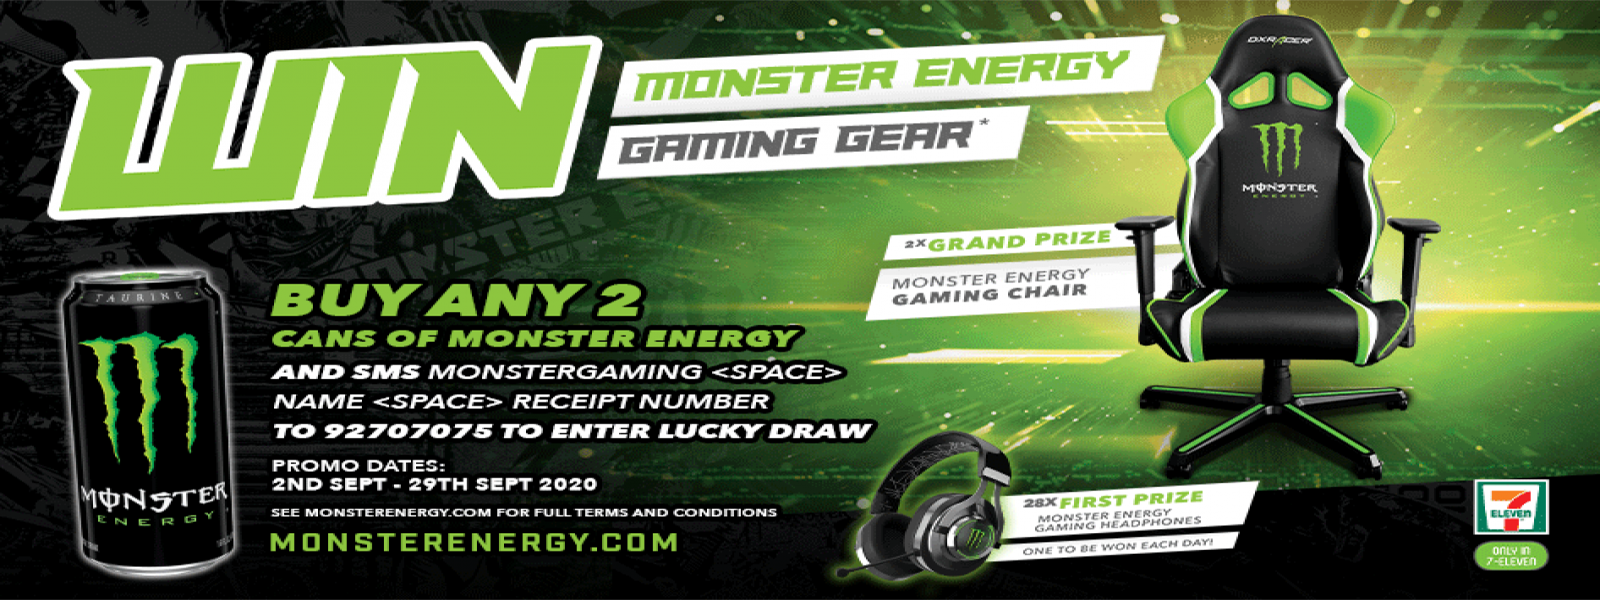 WIN
MONSTER ENERGY
GAMING GEAR*
DXRACER
MONSTER
ENERGY
2X GRAND PRIZE
MONSTER ENERGY
GAMING CHAIR
TAURINE
MONSTER
ENERGY
BUY ANY 2
CANS OF MONSTER ENERGY
AND SMS MONSTERGAMING <SPACE>
NAME <SPACE> RECEIPT NUMBER
TO 92707075 TO ENTER LUCKY DRAW
PROMO DATES:
2ND SEPT - 29TH SEPT 2020
SEE MONSTERENERGY.COM FOR FULL TERMS AND CONDITIONS
MONSTERENERGY.COM
28X FIRST PRIZE
MONSTER ENERGY
GAMING HEADPHONES
ONE TO BE WON EACH DAY!
7
ELEVEN
ONLY IN
7-ELEVEN